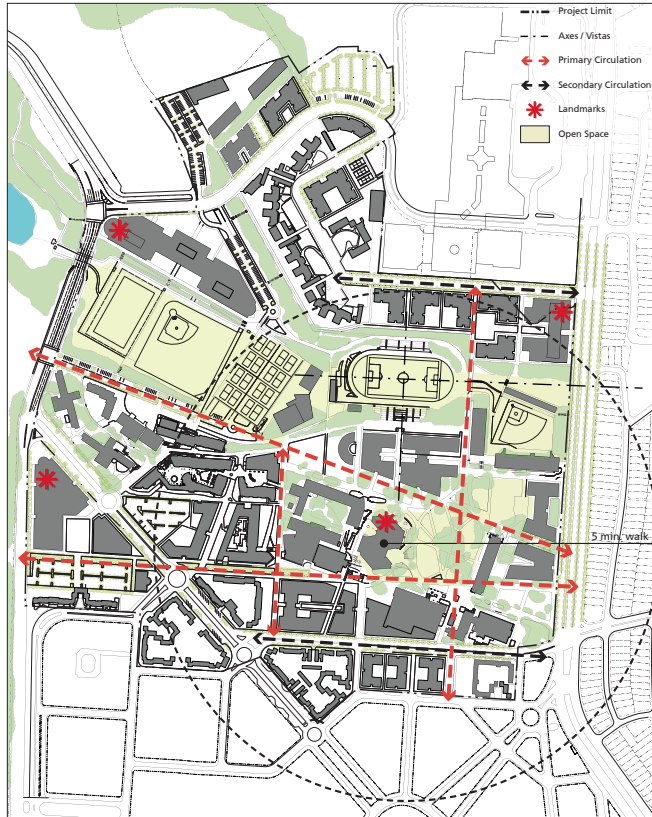 Project Limit
Axes / Vistas
Primary Circulation
Secondary Circulation
Landmarks
Open Space
5 min. walk